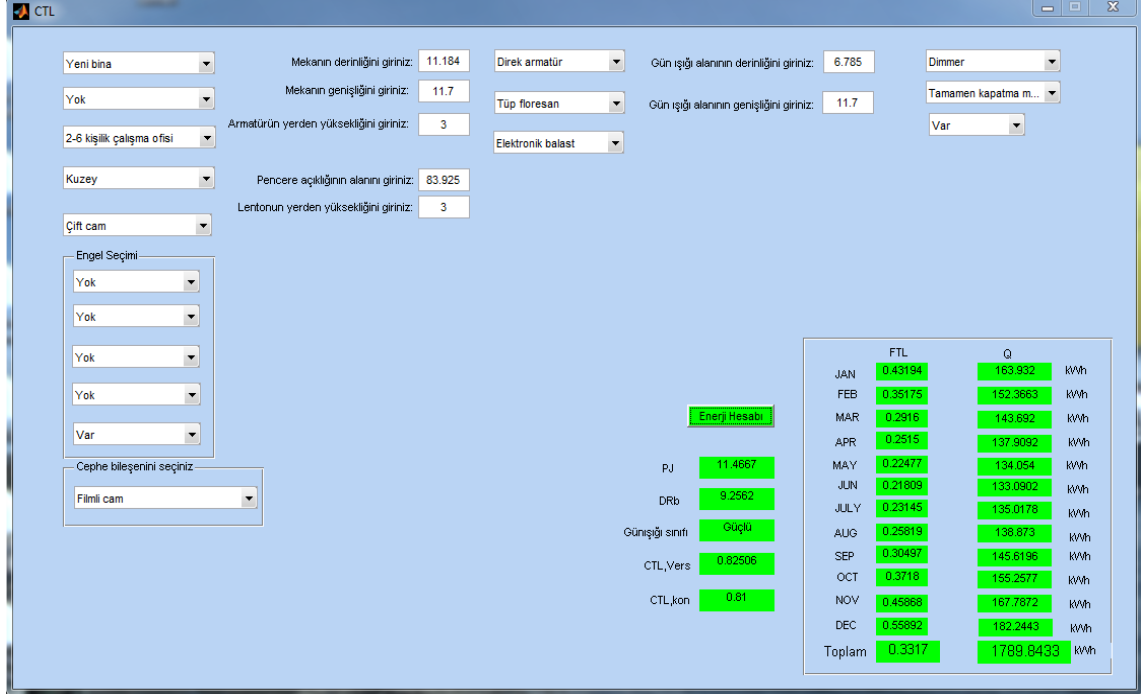 CTL
Yeni bina
Yok
2-6 kişilik çalışma ofisi
Kuzey
Çift cam
Engel Seçimi
Yok
Yok
Yok
Yok
Var
Cephe bileşenini seçiniz
Filmli cam
Mekanın derinliğini giriniz: 11.184
Mekanın genişliğini giriniz: 11.7
Armatürün yerden yüksekliğini giriniz: 3
Pencere açıklığının alanını giriniz: 83.925
Lentonun yerden yüksekliğini giriniz: 3
Direk armatür
Tüp floresan
Elektronik balast
Gün ışığı alanının derinliğini giriniz: 6.785
Gün ışığı alanının genişliğini giriniz: 11.7
Dimmer
Tamamen kapatma m...
Var
Enerji Hesabı
PJ 11.4667
DRb 9.2562
Günışığı sınıfı Güçlü
CTL,Vers 0.82506
CTL,kon 0.81
FTL Q
JAN 0.43194 163.932 kWh
FEB 0.35175 152.3663 kWh
MAR 0.2916 143.692 kWh
APR 0.2515 137.9092 kWh
MAY 0.22477 134.054 kWh
JUN 0.21809 133.0902 kWh
JULY 0.23145 135.0178 kWh
AUG 0.25819 138.873 kWh
SEP 0.30497 145.6196 kWh
OCT 0.3718 155.2577 kWh
NOV 0.45868 167.7872 kWh
DEC 0.55892 182.2443 kWh
Toplam 0.3317 1789.8433 kWh